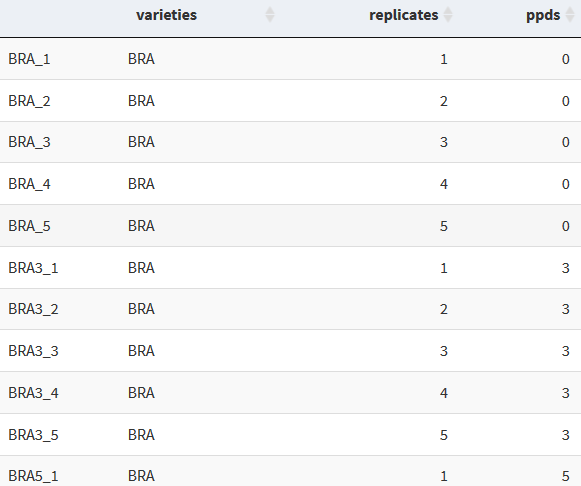 varieties replicates ppds
BRA_1 BRA 1 0
BRA_2 BRA 2 0
BRA_3 BRA 3 0
BRA_4 BRA 4 0
BRA_5 BRA 5 0
BRA3_1 BRA 1 3
BRA3_2 BRA 2 3
BRA3_3 BRA 3 3
BRA3_4 BRA 4 3
BRA3_5 BRA 5 3
BRA5_1 BRA 1 5